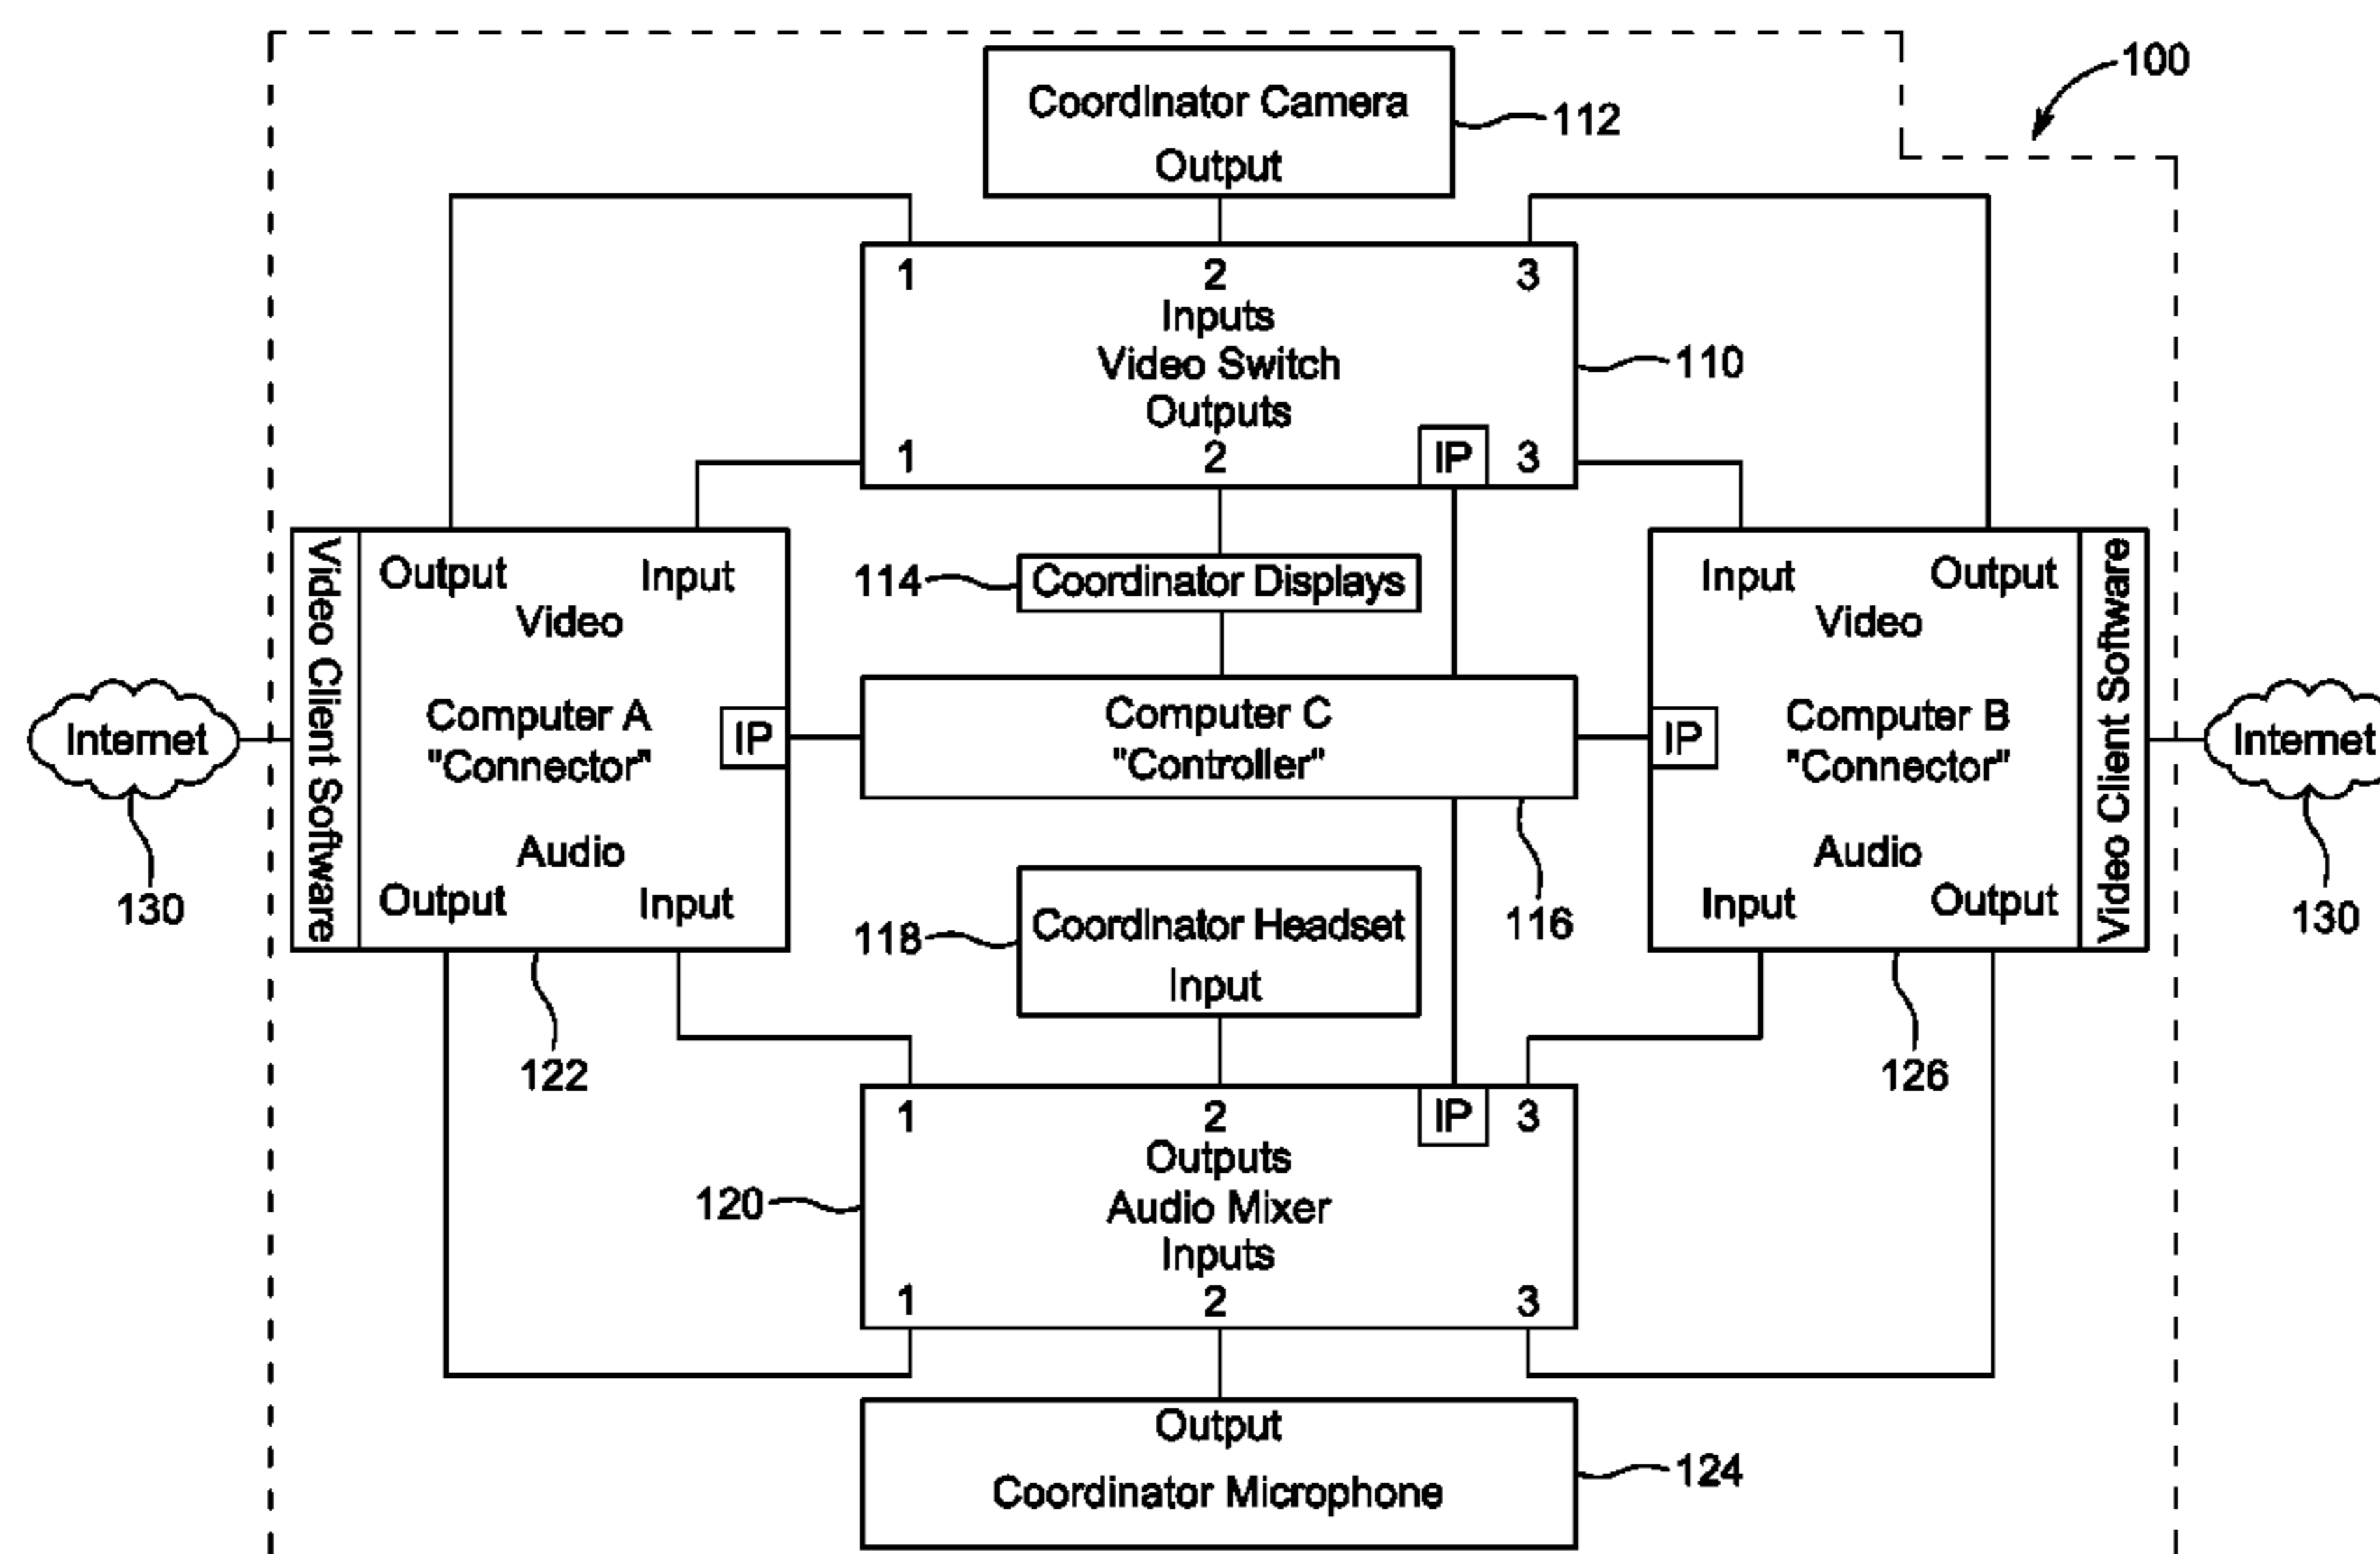 100
Coordinator Camera
Output
112
1 2 3
Inputs
Video Switch
Outputs
1 2 IP 3
110
Video Client Software
Output Input
Video
Computer A
"Connector"
IP
Audio
Output Input
122
Internet
130
114
Coordinator Displays
Computer C
"Controller"
116
118
Coordinator Headset
Input
Input Output
Video
Computer B
"Connector"
IP
Audio
Input Output
Video Client Software
126
Internet
130
1 2 IP 3
Outputs
Audio Mixer
Inputs
1 2 3
120
Output
Coordinator Microphone
124